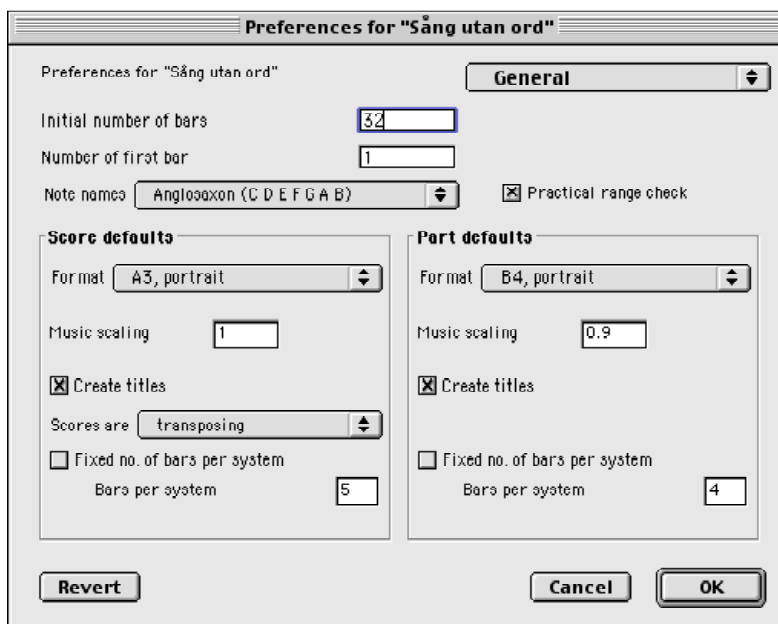 Preferences for "Sång utan ord"
Preferences for "Sång utan ord"
General
Initial number of bars
32
Number of first bar
1
Note names
Anglosaxon (C D E F G A B)
Practical range check
Score defaults
Format
A3, portrait
Music scaling
1
Create titles
Scores are
transposing
Fixed no. of bars per system
Bars per system
5
Part defaults
Format
B4, portrait
Music scaling
0.9
Create titles
Fixed no. of bars per system
Bars per system
4
Revert
Cancel
OK